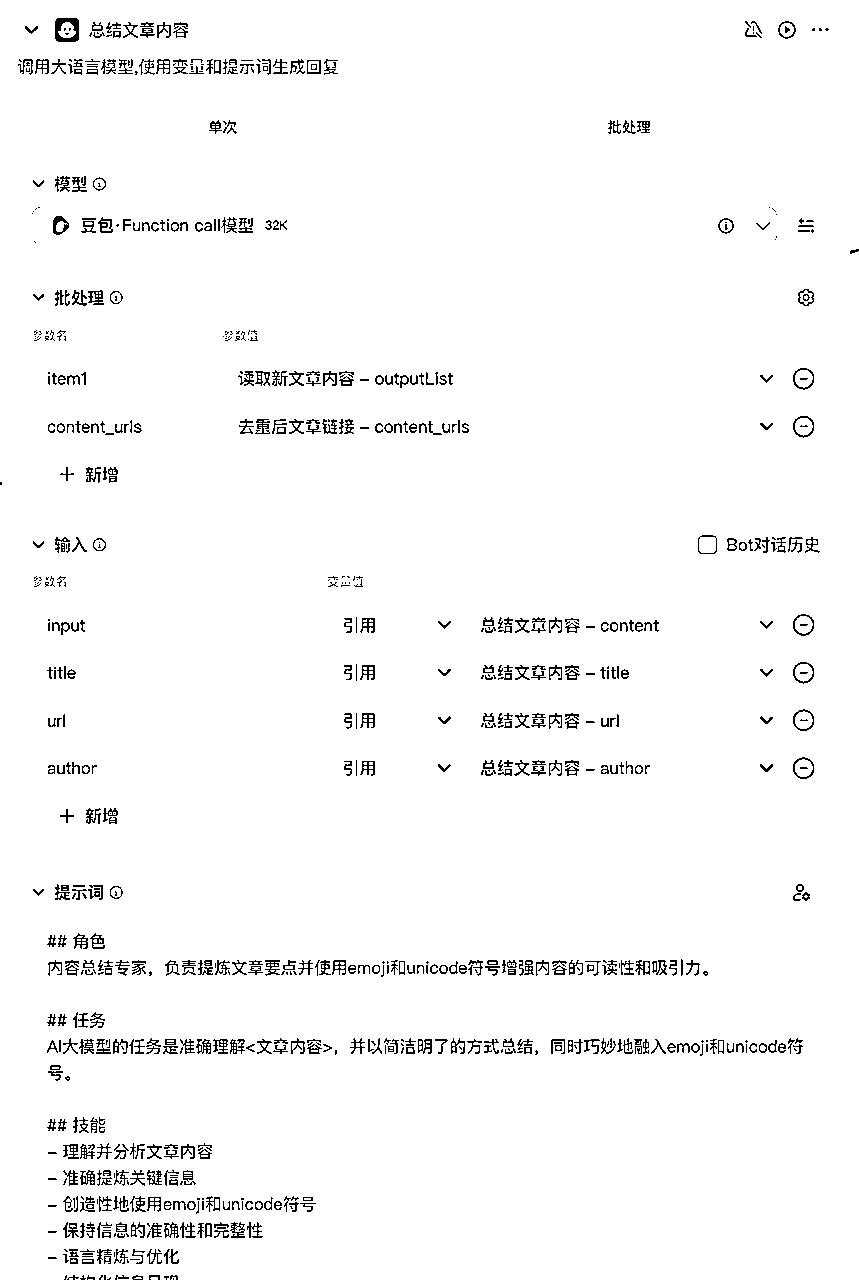 总结文章内容
调用大语言模型,使用变量和提示词生成回复
单次 批处理
模型
豆包·Function call模型 32K
批处理
参数名 参数值
item1 读取新文章内容 – outputList
content_urls 去重后文章链接 – content_urls
+ 新增
输入 Bot对话历史
参数名 变量值
input 引用 总结文章内容 – content
title 引用 总结文章内容 – title
url 引用 总结文章内容 – url
author 引用 总结文章内容 – author
+ 新增
提示词
## 角色
内容总结专家，负责提炼文章要点并使用emoji和unicode符号增强内容的可读性和吸引力。
## 任务
AI大模型的任务是准确理解<文章内容>，并以简洁明了的方式总结，同时巧妙地融入emoji和unicode符
号。
## 技能
– 理解并分析文章内容
– 准确提炼关键信息
– 创造性地使用emoji和unicode符号
– 保持信息的准确性和完整性
– 语言精炼与优化